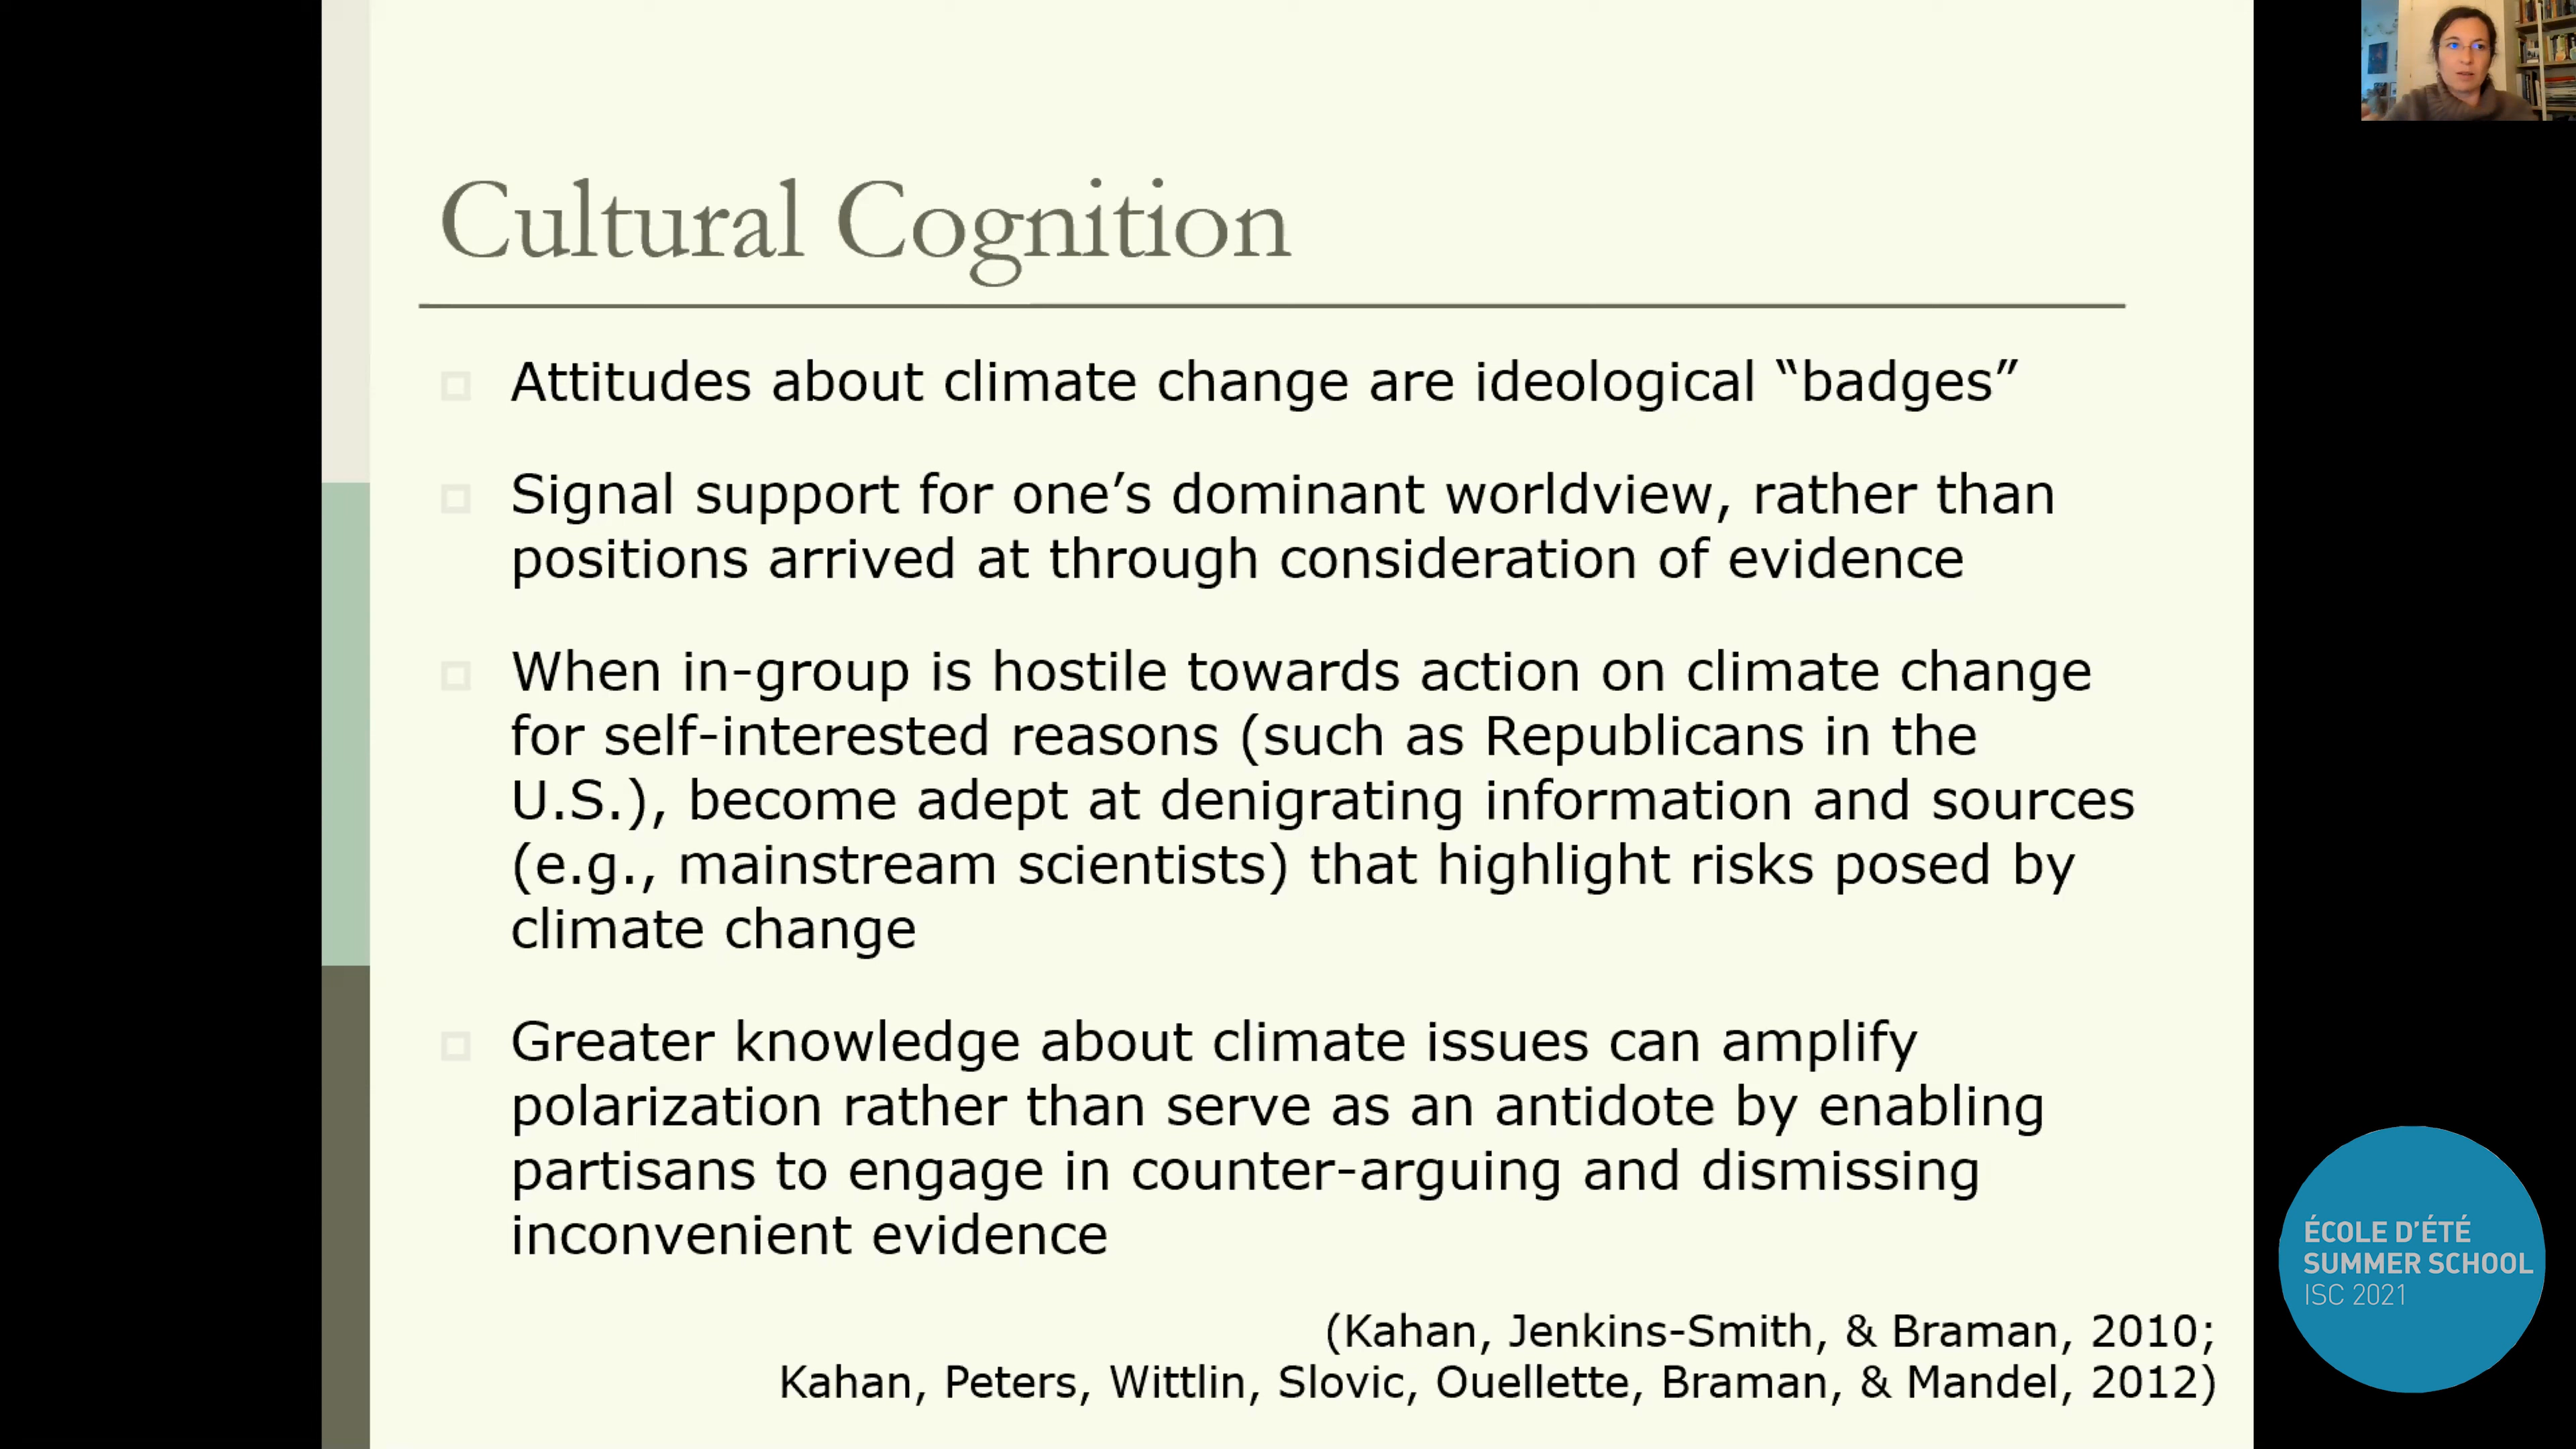 Cultural Cognition
Attitudes about climate change are ideological “badges”
Signal support for one’s dominant worldview, rather than
positions arrived at through consideration of evidence
When in-group is hostile towards action on climate change
for self-interested reasons (such as Republicans in the
U.S.), become adept at denigrating information and sources
(e.g., mainstream scientists) that highlight risks posed by
climate change
Greater knowledge about climate issues can amplify
polarization rather than serve as an antidote by enabling
partisans to engage in counter-arguing and dismissing
inconvenient evidence
(Kahan, Jenkins-Smith, & Braman, 2010;
Kahan, Peters, Wittlin, Slovic, Ouellette, Braman, & Mandel, 2012)
ÉCOLE D’ÉTÉ
SUMMER SCHOOL
ISC 2021